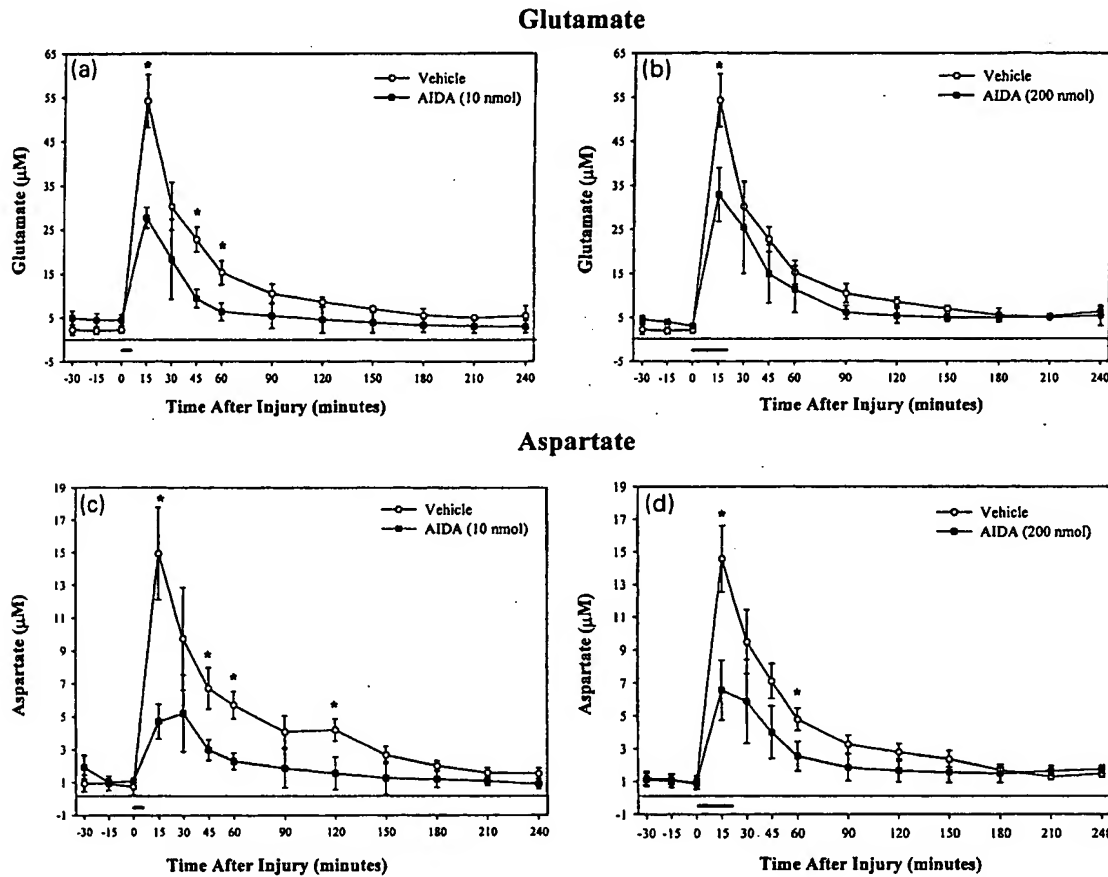 Glutamate
(a)
Vehicle
AIDA (10 nmol)
65
55
45
35
25
15
5
-5
Glutamate (μM)
*
*
*
-30 -15 0 15 30 45 60 90 120 150 180 210 240
Time After Injury (minutes)
(b)
Vehicle
AIDA (200 nmol)
65
55
45
35
25
15
5
-5
Glutamate (μM)
*
-30 -15 0 15 30 45 60 90 120 150 180 210 240
Time After Injury (minutes)
Aspartate
(c)
Vehicle
AIDA (10 nmol)
19
17
15
13
11
9
7
5
3
1
-1
Aspartate (μM)
*
*
*
*
-30 -15 0 15 30 45 60 90 120 150 180 210 240
Time After Injury (minutes)
(d)
Vehicle
AIDA (200 nmol)
19
17
15
13
11
9
7
5
3
1
-1
Aspartate (μM)
*
*
-30 -15 0 15 30 45 60 90 120 150 180 210 240
Time After Injury (minutes)